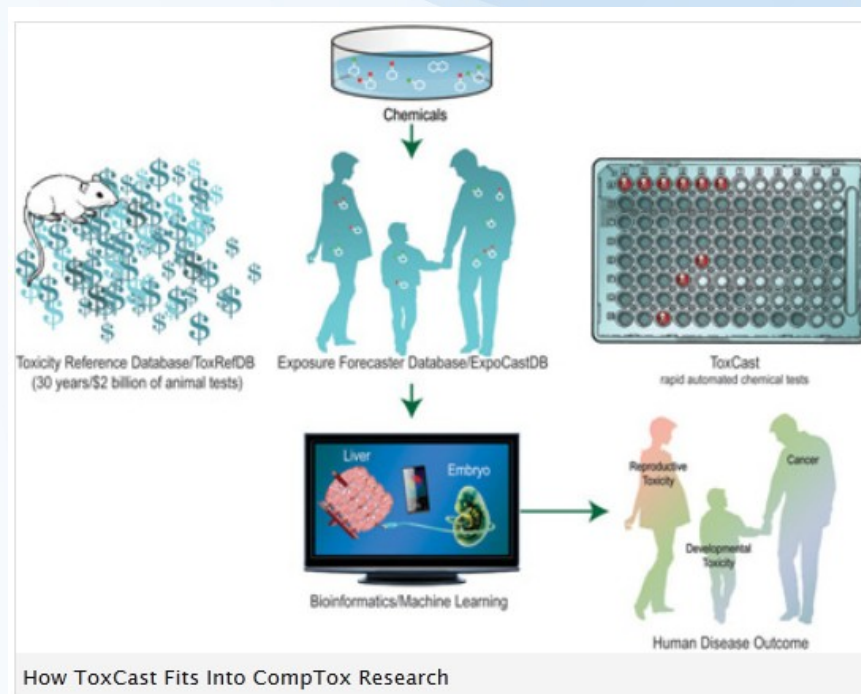 Chemicals
Toxicity Reference Database/ToxRefDB
(30 years/$2 billion of animal tests)
Exposure Forecaster Database/ExpoCastDB
ToxCast
rapid automated chemical tests
Liver
Embryo
Bioinformatics/Machine Learning
Reproductive
Toxicity
Cancer
Developmental
Toxicity
Human Disease Outcome
How ToxCast Fits Into CompTox Research